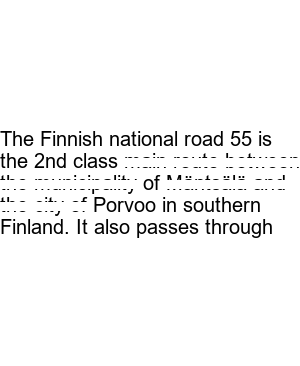 The Finnish national road 55 is
the 2nd class main route between
the municipality of Mäntsälä and
the city of Porvoo in southern
Finland. It also passes through